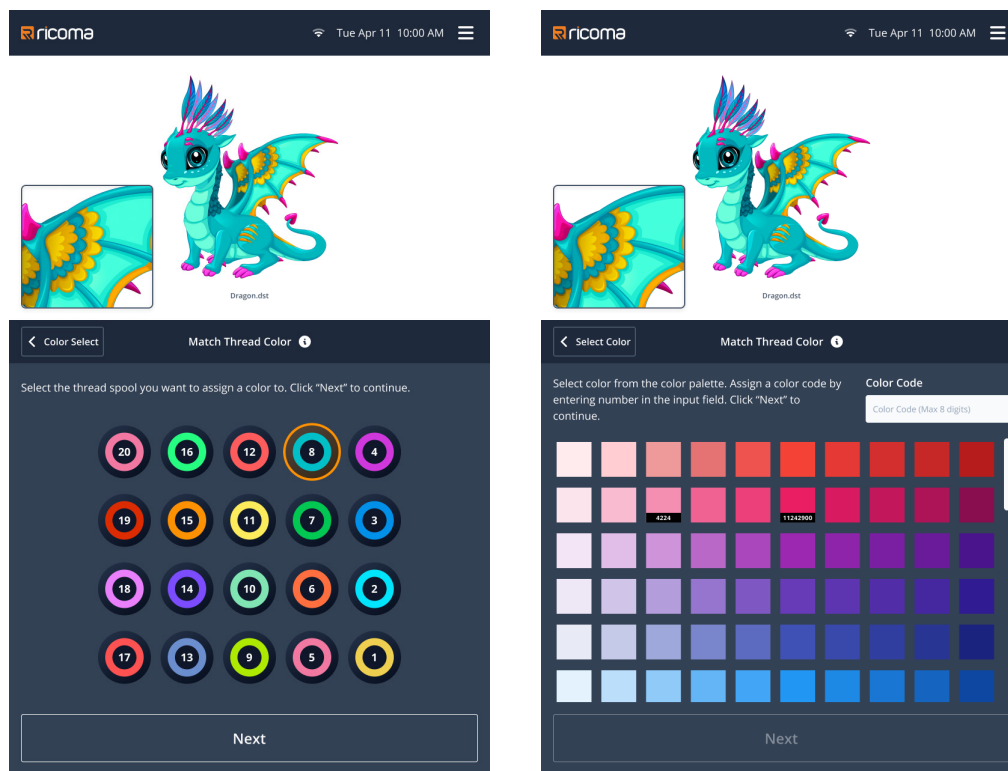 ricoma
Tue Apr 11 10:00 AM
Dragon.dst
Color Select
Match Thread Color i
Select the thread spool you want to assign a color to. Click “Next” to continue.
20 16 12 8 4
19 15 11 7 3
18 14 10 6 2
17 13 9 5 1
Next
ricoma
Tue Apr 11 10:00 AM
Dragon.dst
Select Color
Match Thread Color i
Select color from the color palette. Assign a color code by
entering number in the input field. Click “Next” to
continue.
Color Code
Color Code (Max 8 digits)
4224
11242900
Next